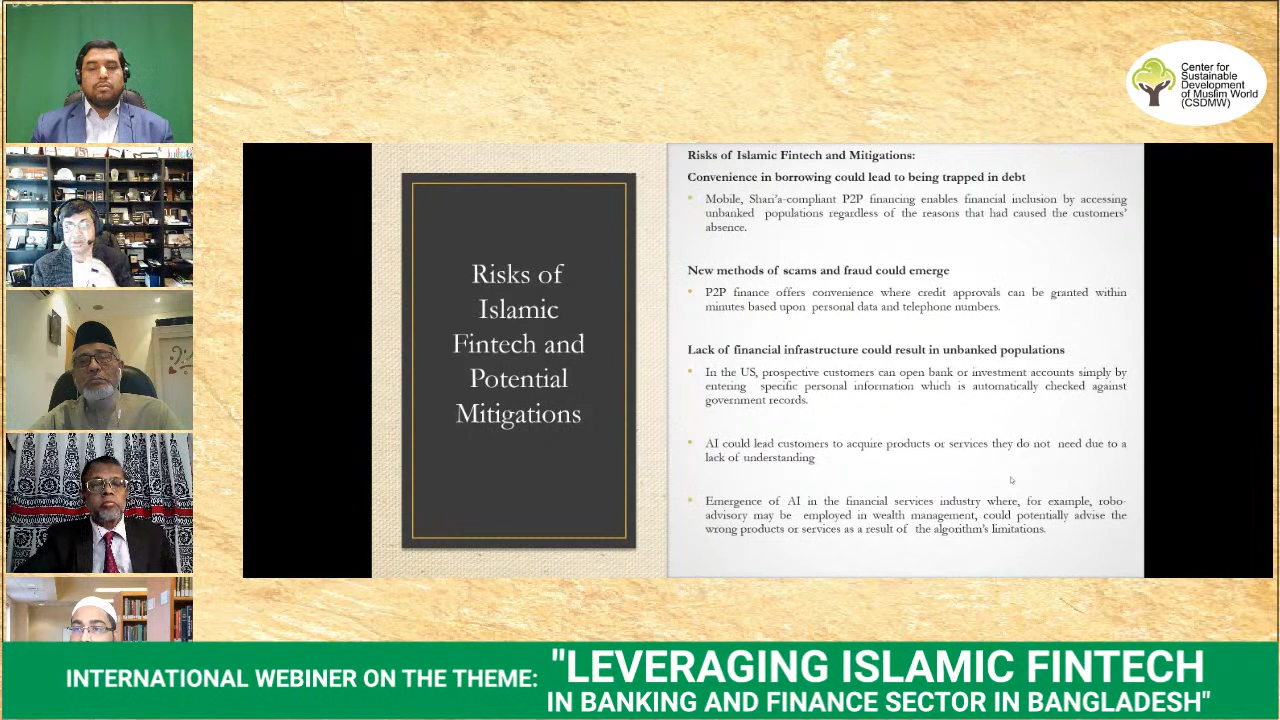 Center for
Sustainable
Development
of Muslim World
(CSDMW)
Risks of
Islamic
Fintech and
Potential
Mitigations
Risks of Islamic Fintech and Mitigations:
Convenience in borrowing could lead to being trapped in debt
Mobile, Shari'a-compliant P2P financing enables financial inclusion by accessing
unbanked populations regardless of the reasons that had caused the customers'
absence.
New methods of scams and fraud could emerge
P2P finance offers convenience where credit approvals can be granted within
minutes based upon personal data and telephone numbers.
Lack of financial infrastructure could result in unbanked populations
In the US, prospective customers can open bank or investment accounts simply by
entering specific personal information which is automatically checked against
government records.
AI could lead customers to acquire products or services they do not need due to a
lack of understanding
Emergence of AI in the financial services industry where, for example, robo-
advisory may be employed in wealth management, could potentially advise the
wrong products or services as a result of the algorithm's limitations.
INTERNATIONAL WEBINER ON THE THEME: "LEVERAGING ISLAMIC FINTECH
IN BANKING AND FINANCE SECTOR IN BANGLADESH"